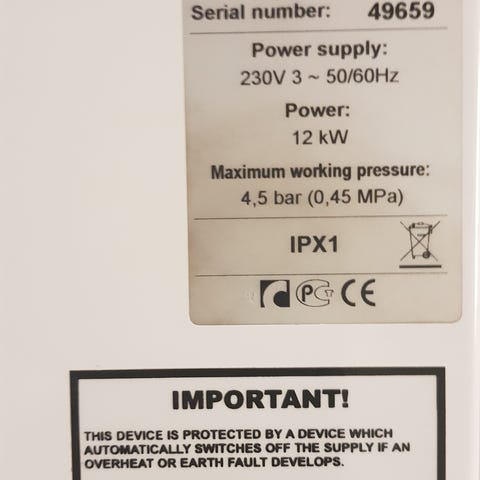 Serial number: 49659
Power supply:
230V 3 ~ 50/60Hz
Power:
12 kW
Maximum working pressure:
4,5 bar (0,45 MPa)
IPX1
CE
IMPORTANT!
THIS DEVICE IS PROTECTED BY A DEVICE WHICH
AUTOMATICALLY SWITCHES OFF THE SUPPLY IF AN
OVERHEAT OR EARTH FAULT DEVELOPS.